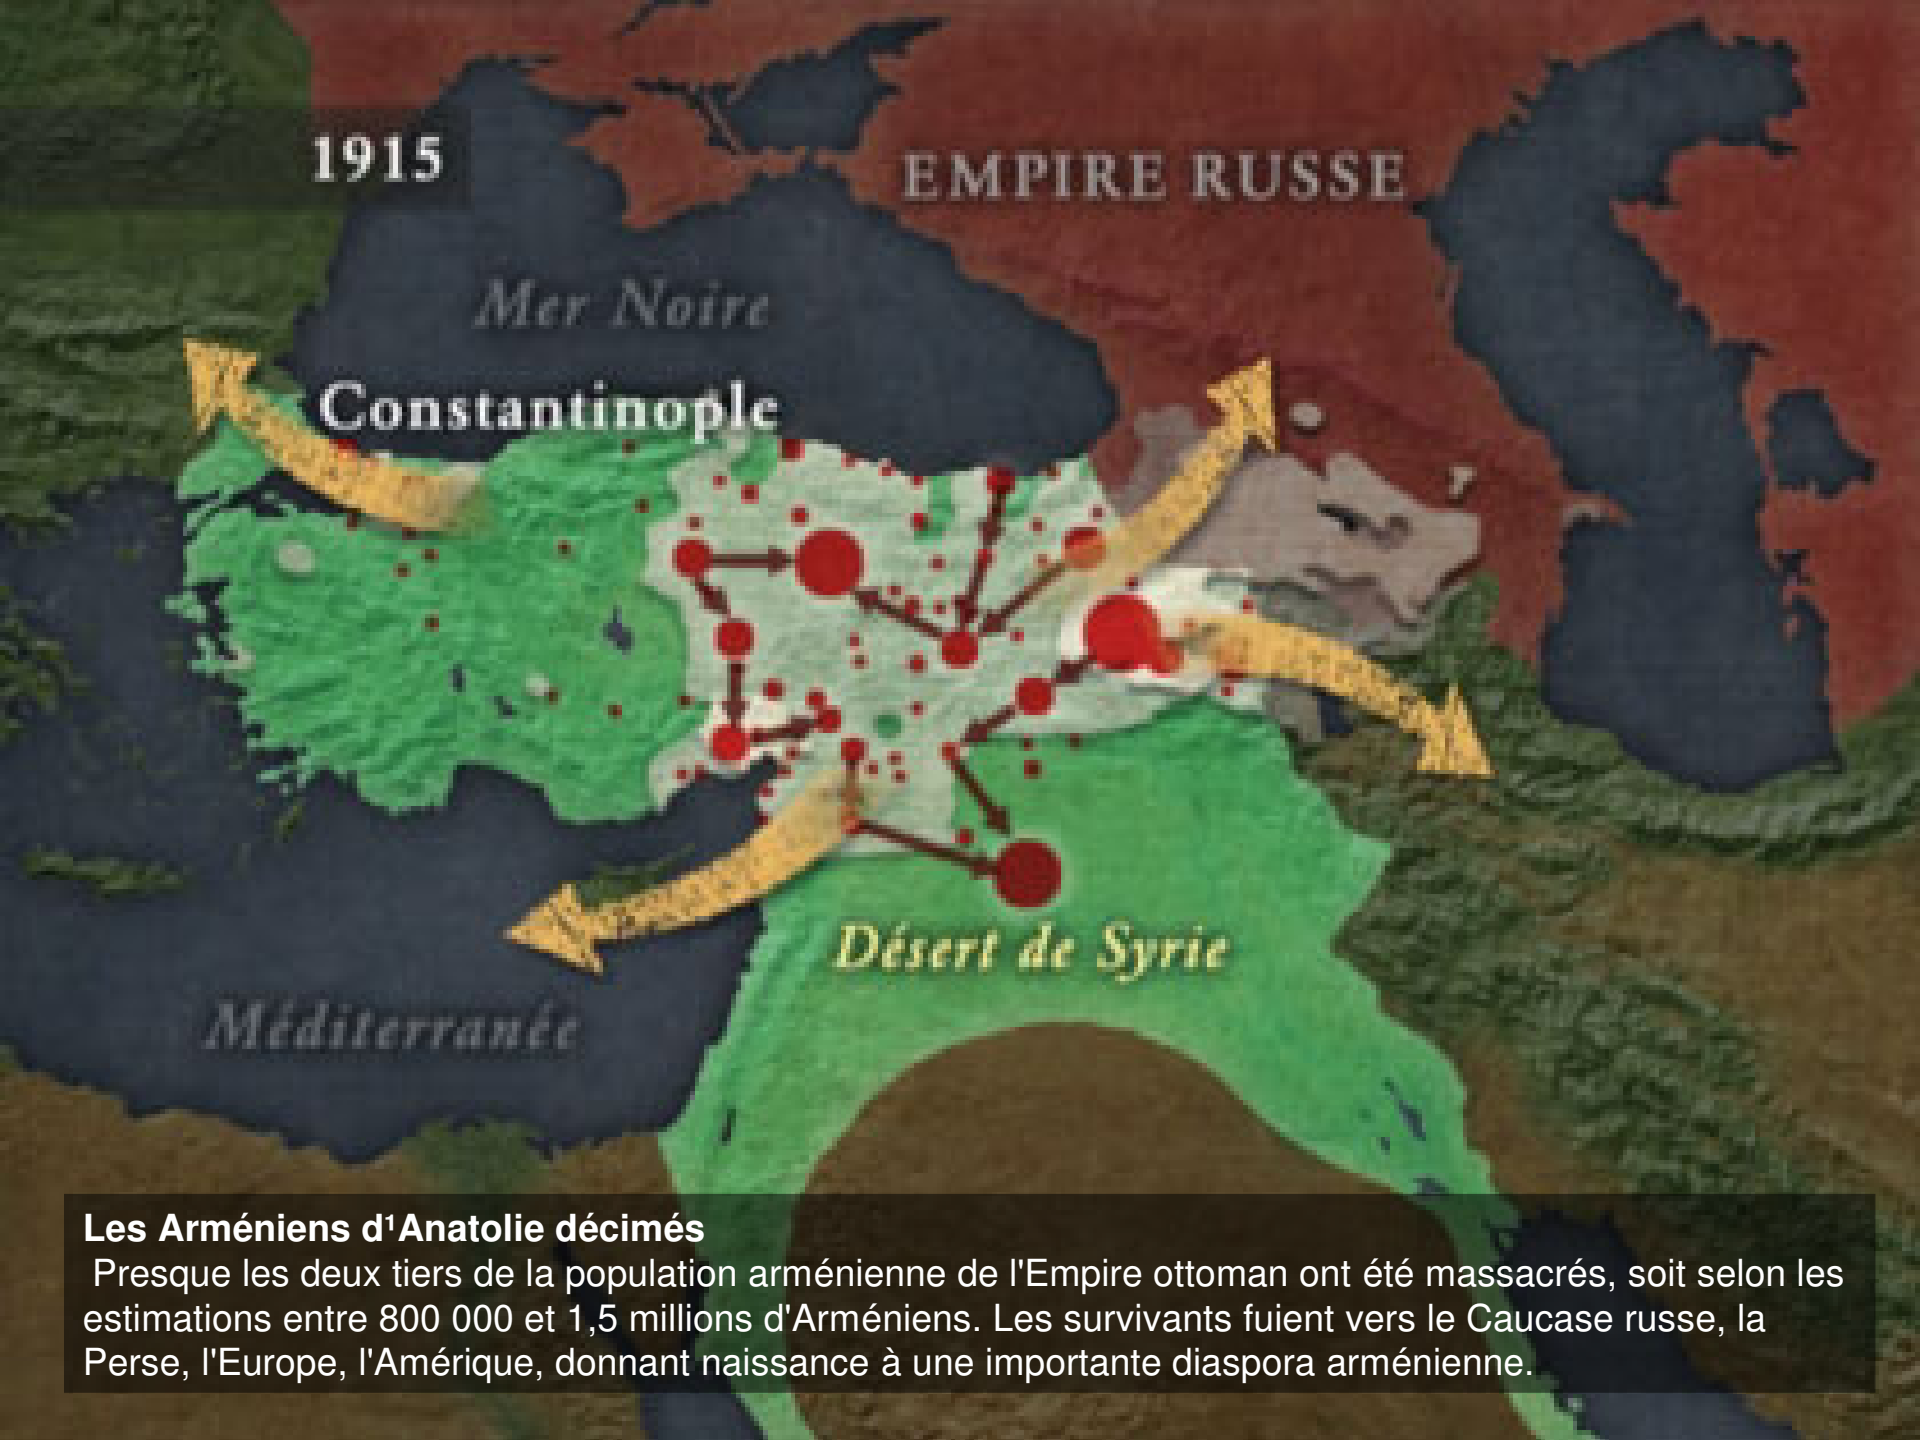 1915
EMPIRE RUSSE
Mer Noire
Constantinople
Désert de Syrie
Méditerranée
Les Arméniens d¹Anatolie décimés
Presque les deux tiers de la population arménienne de l'Empire ottoman ont été massacrés, soit selon les
estimations entre 800 000 et 1,5 millions d'Arméniens. Les survivants fuient vers le Caucase russe, la
Perse, l'Europe, l'Amérique, donnant naissance à une importante diaspora arménienne.